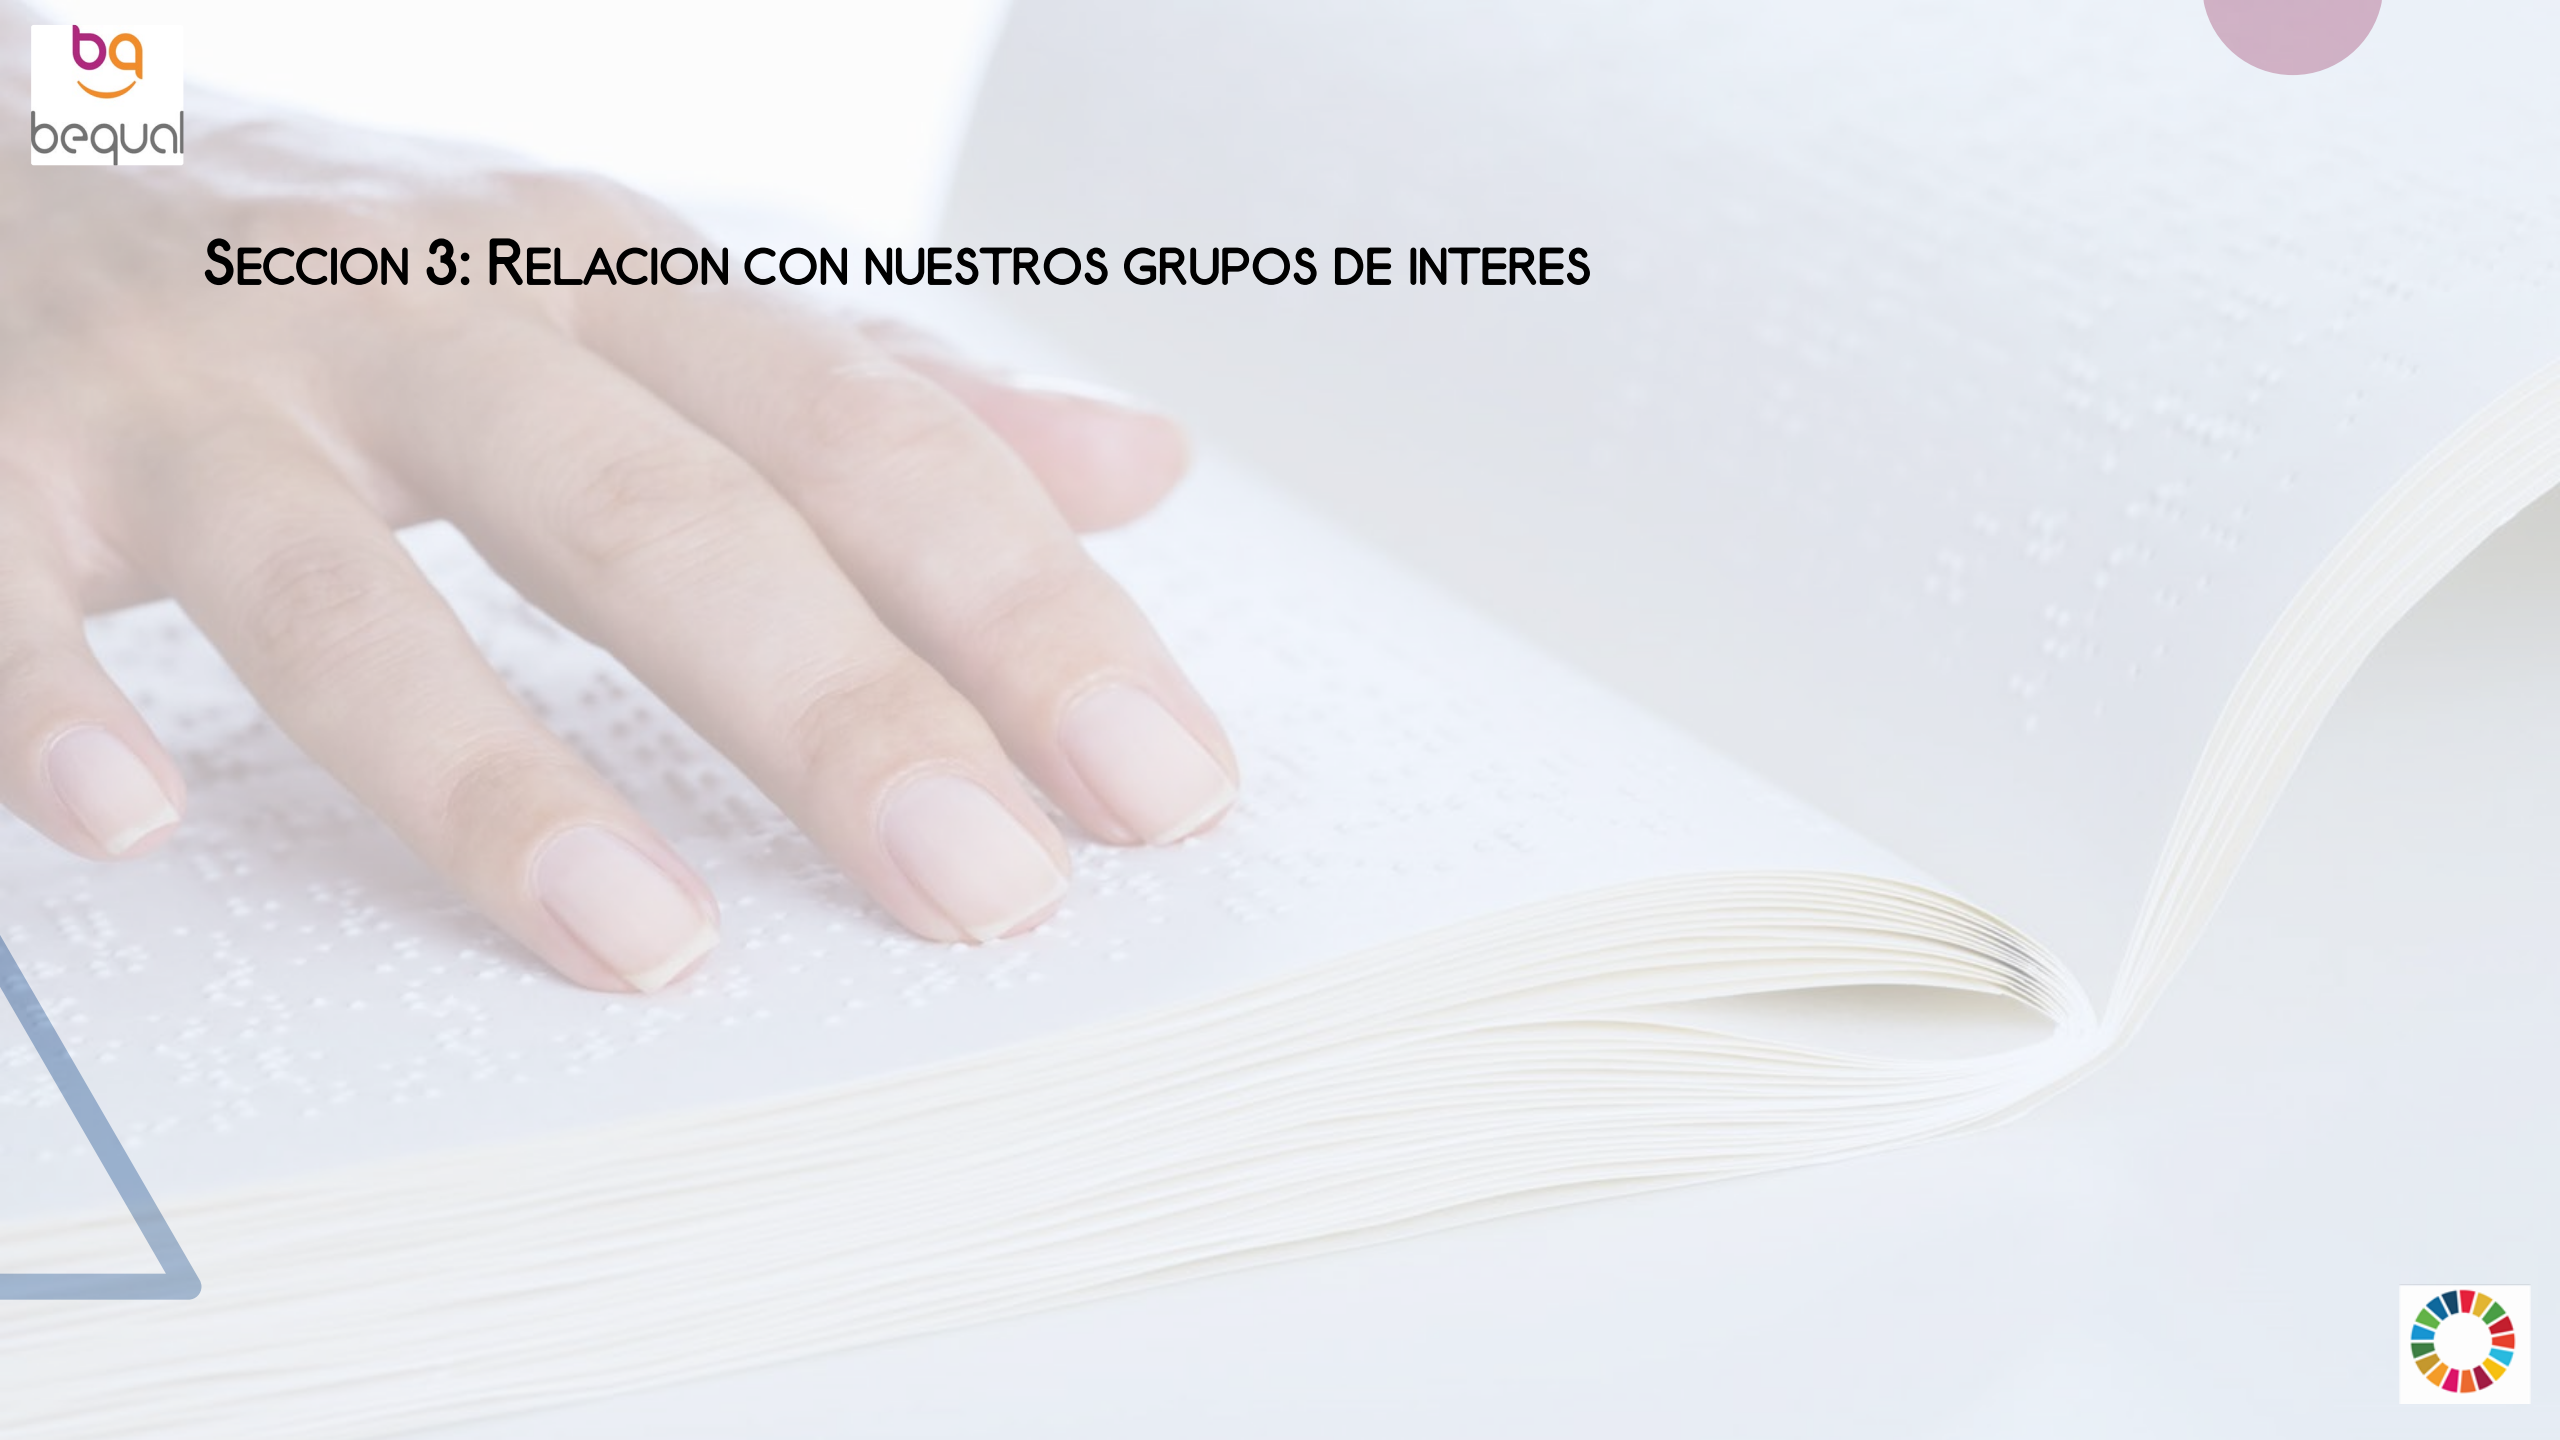 bq
bequal
SECCION 3: RELACION CON NUESTROS GRUPOS DE INTERES